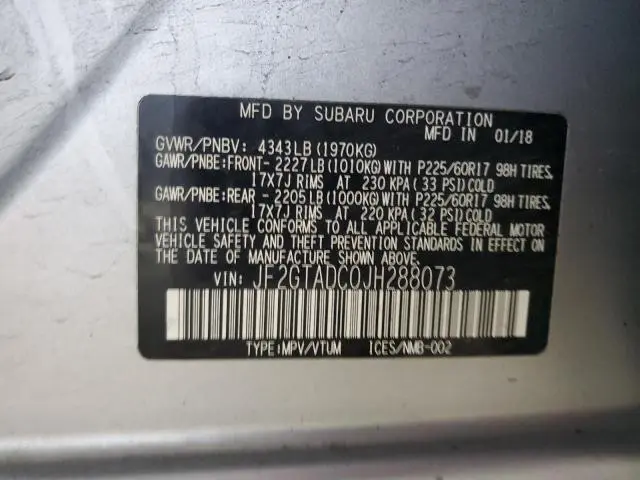 MFD BY SUBARU CORPORATION
MFD IN 01/18
GVWR/PNBV: 4343LB(1970KG)
GAWR/PNBE:FRONT- 2227LB(1010KG)WITH P225/60R17 98H TIRES,
17X7J RIMS AT 230 KPA(33 PSI)COLD
GAWR/PNBE:REAR - 2205LB(1000KG)WITH P225/60R17 98H TIRES,
17X7J RIMS AT 220 KPA(32 PSI)COLD
THIS VEHICLE CONFORMS TO ALL APPLICABLE FEDERAL MOTOR
VEHICLE SAFETY AND THEFT PREVENTION STANDARDS IN EFFECT ON
THE DATE OF MANUFACTURE SHOWN ABOVE.
VIN: JF2GTADC0JH288073
TYPE:MPV/VTUM ICES/NMB-002